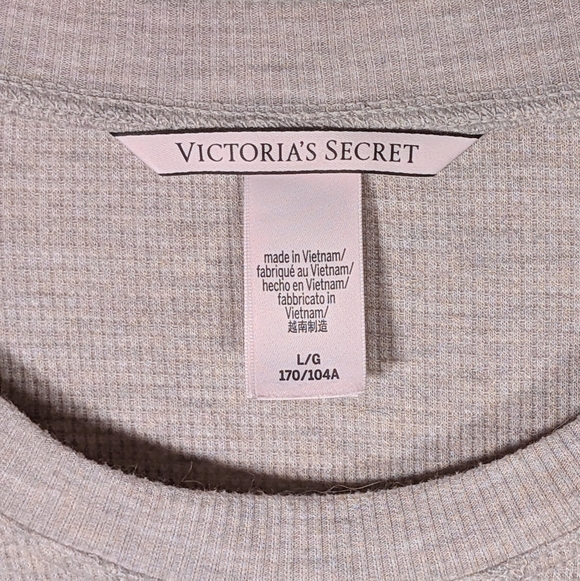 VICTORIA'S SECRET
made in Vietnam/
fabriqué au Vietnam/
hecho en Vietnam/
fabbricato in
Vietnam/
越南制造
L/G
170/104A